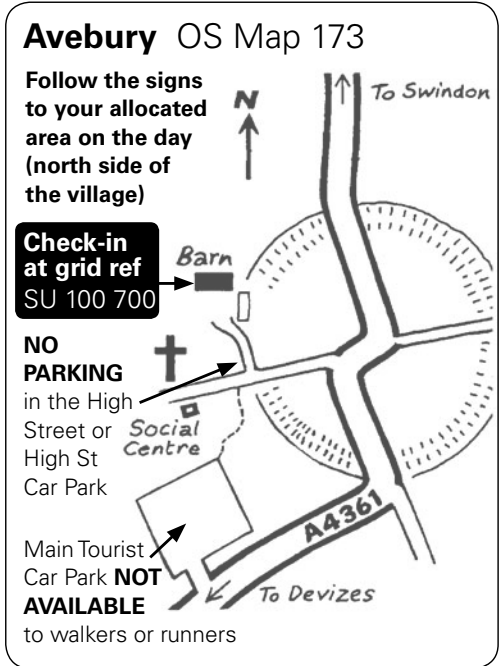 Avebury OS Map 173
Follow the signs
to your allocated
area on the day
(north side of
the village)
N
To Swindon
Check-in
at grid ref
SU 100 700
Barn
NO
PARKING
in the High
Street or
High St
Car Park
Social
Centre
A4361
Main Tourist
Car Park NOT
AVAILABLE
to walkers or runners
To Devizes